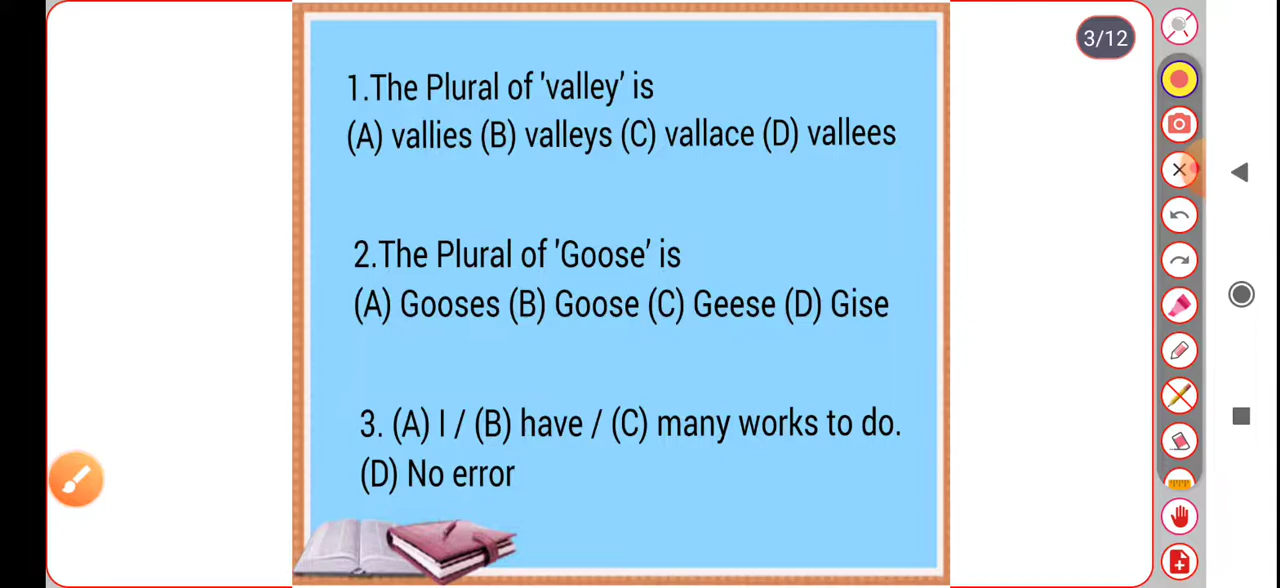 3/12
1.The Plural of 'valley' is
(A) vallies (B) valleys (C) vallace (D) vallees
2.The Plural of 'Goose' is
(A) Gooses (B) Goose (C) Geese (D) Gise
3. (A) I / (B) have / (C) many works to do.
(D) No error